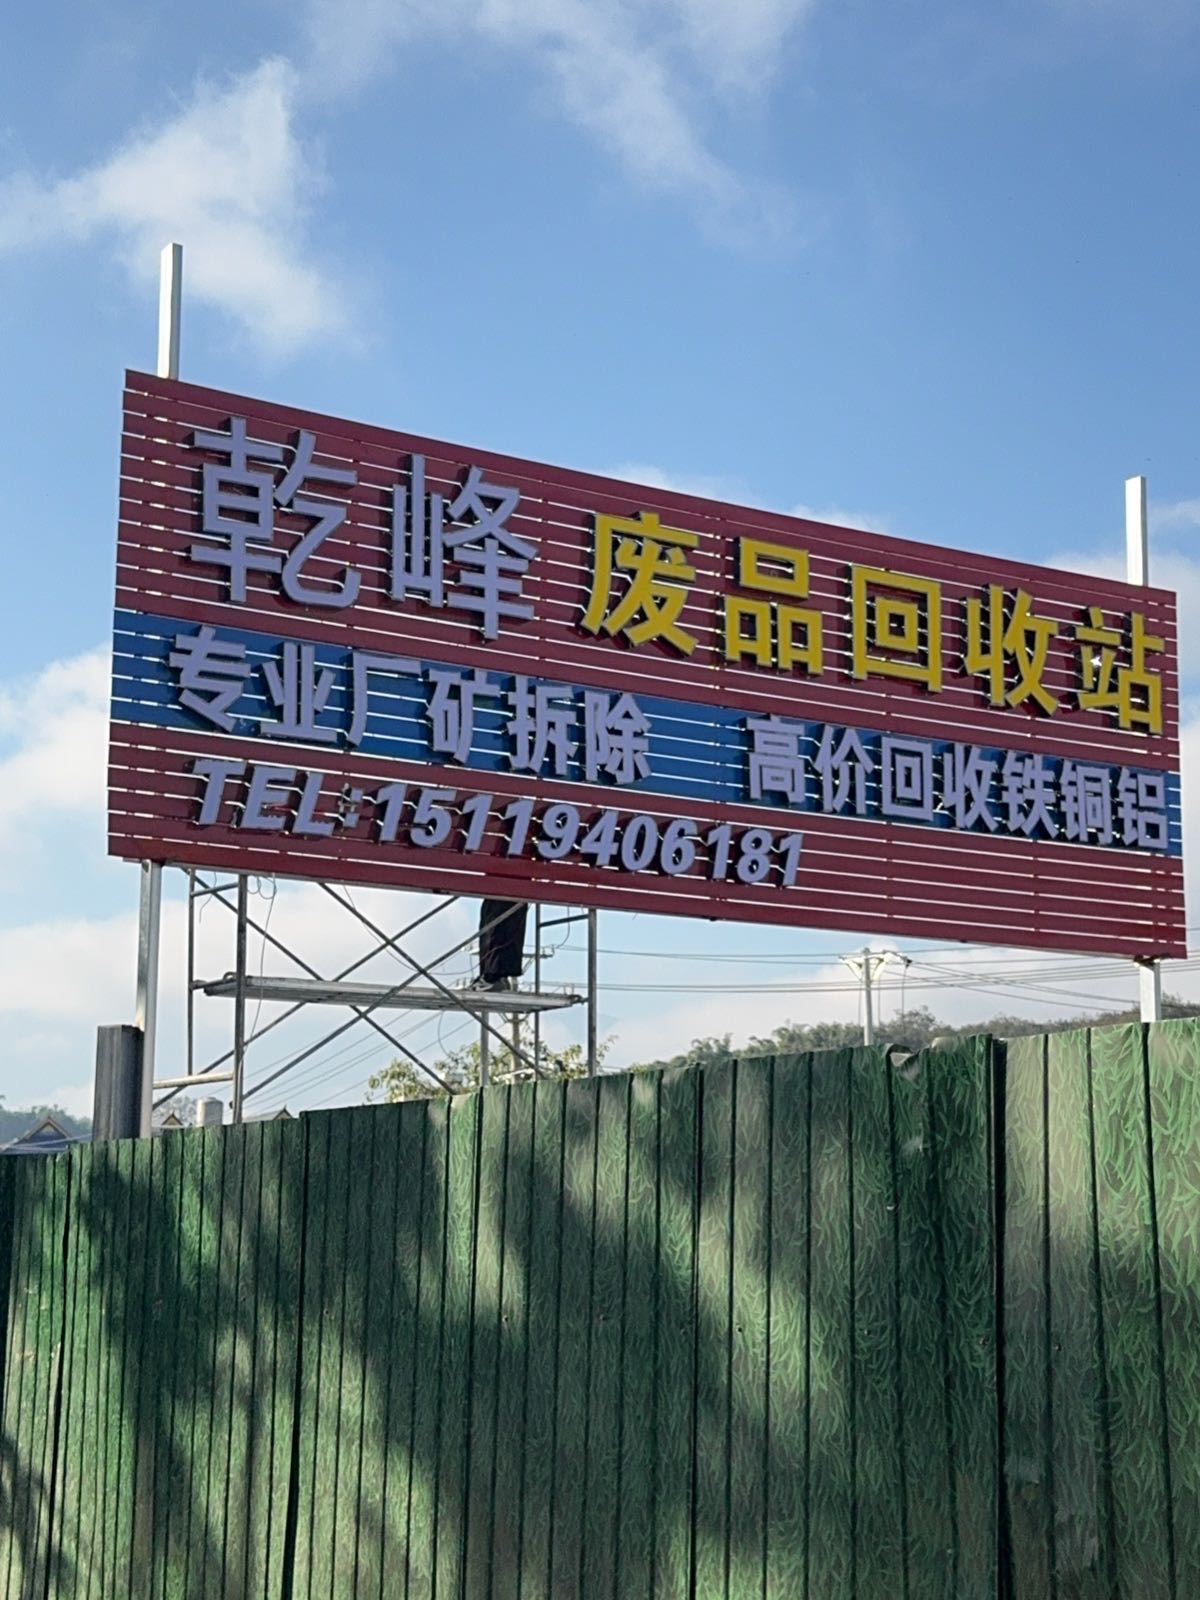 乾峰 废品回收站
专业厂矿拆除 高价回收铁铜铝
TEL:15119406181